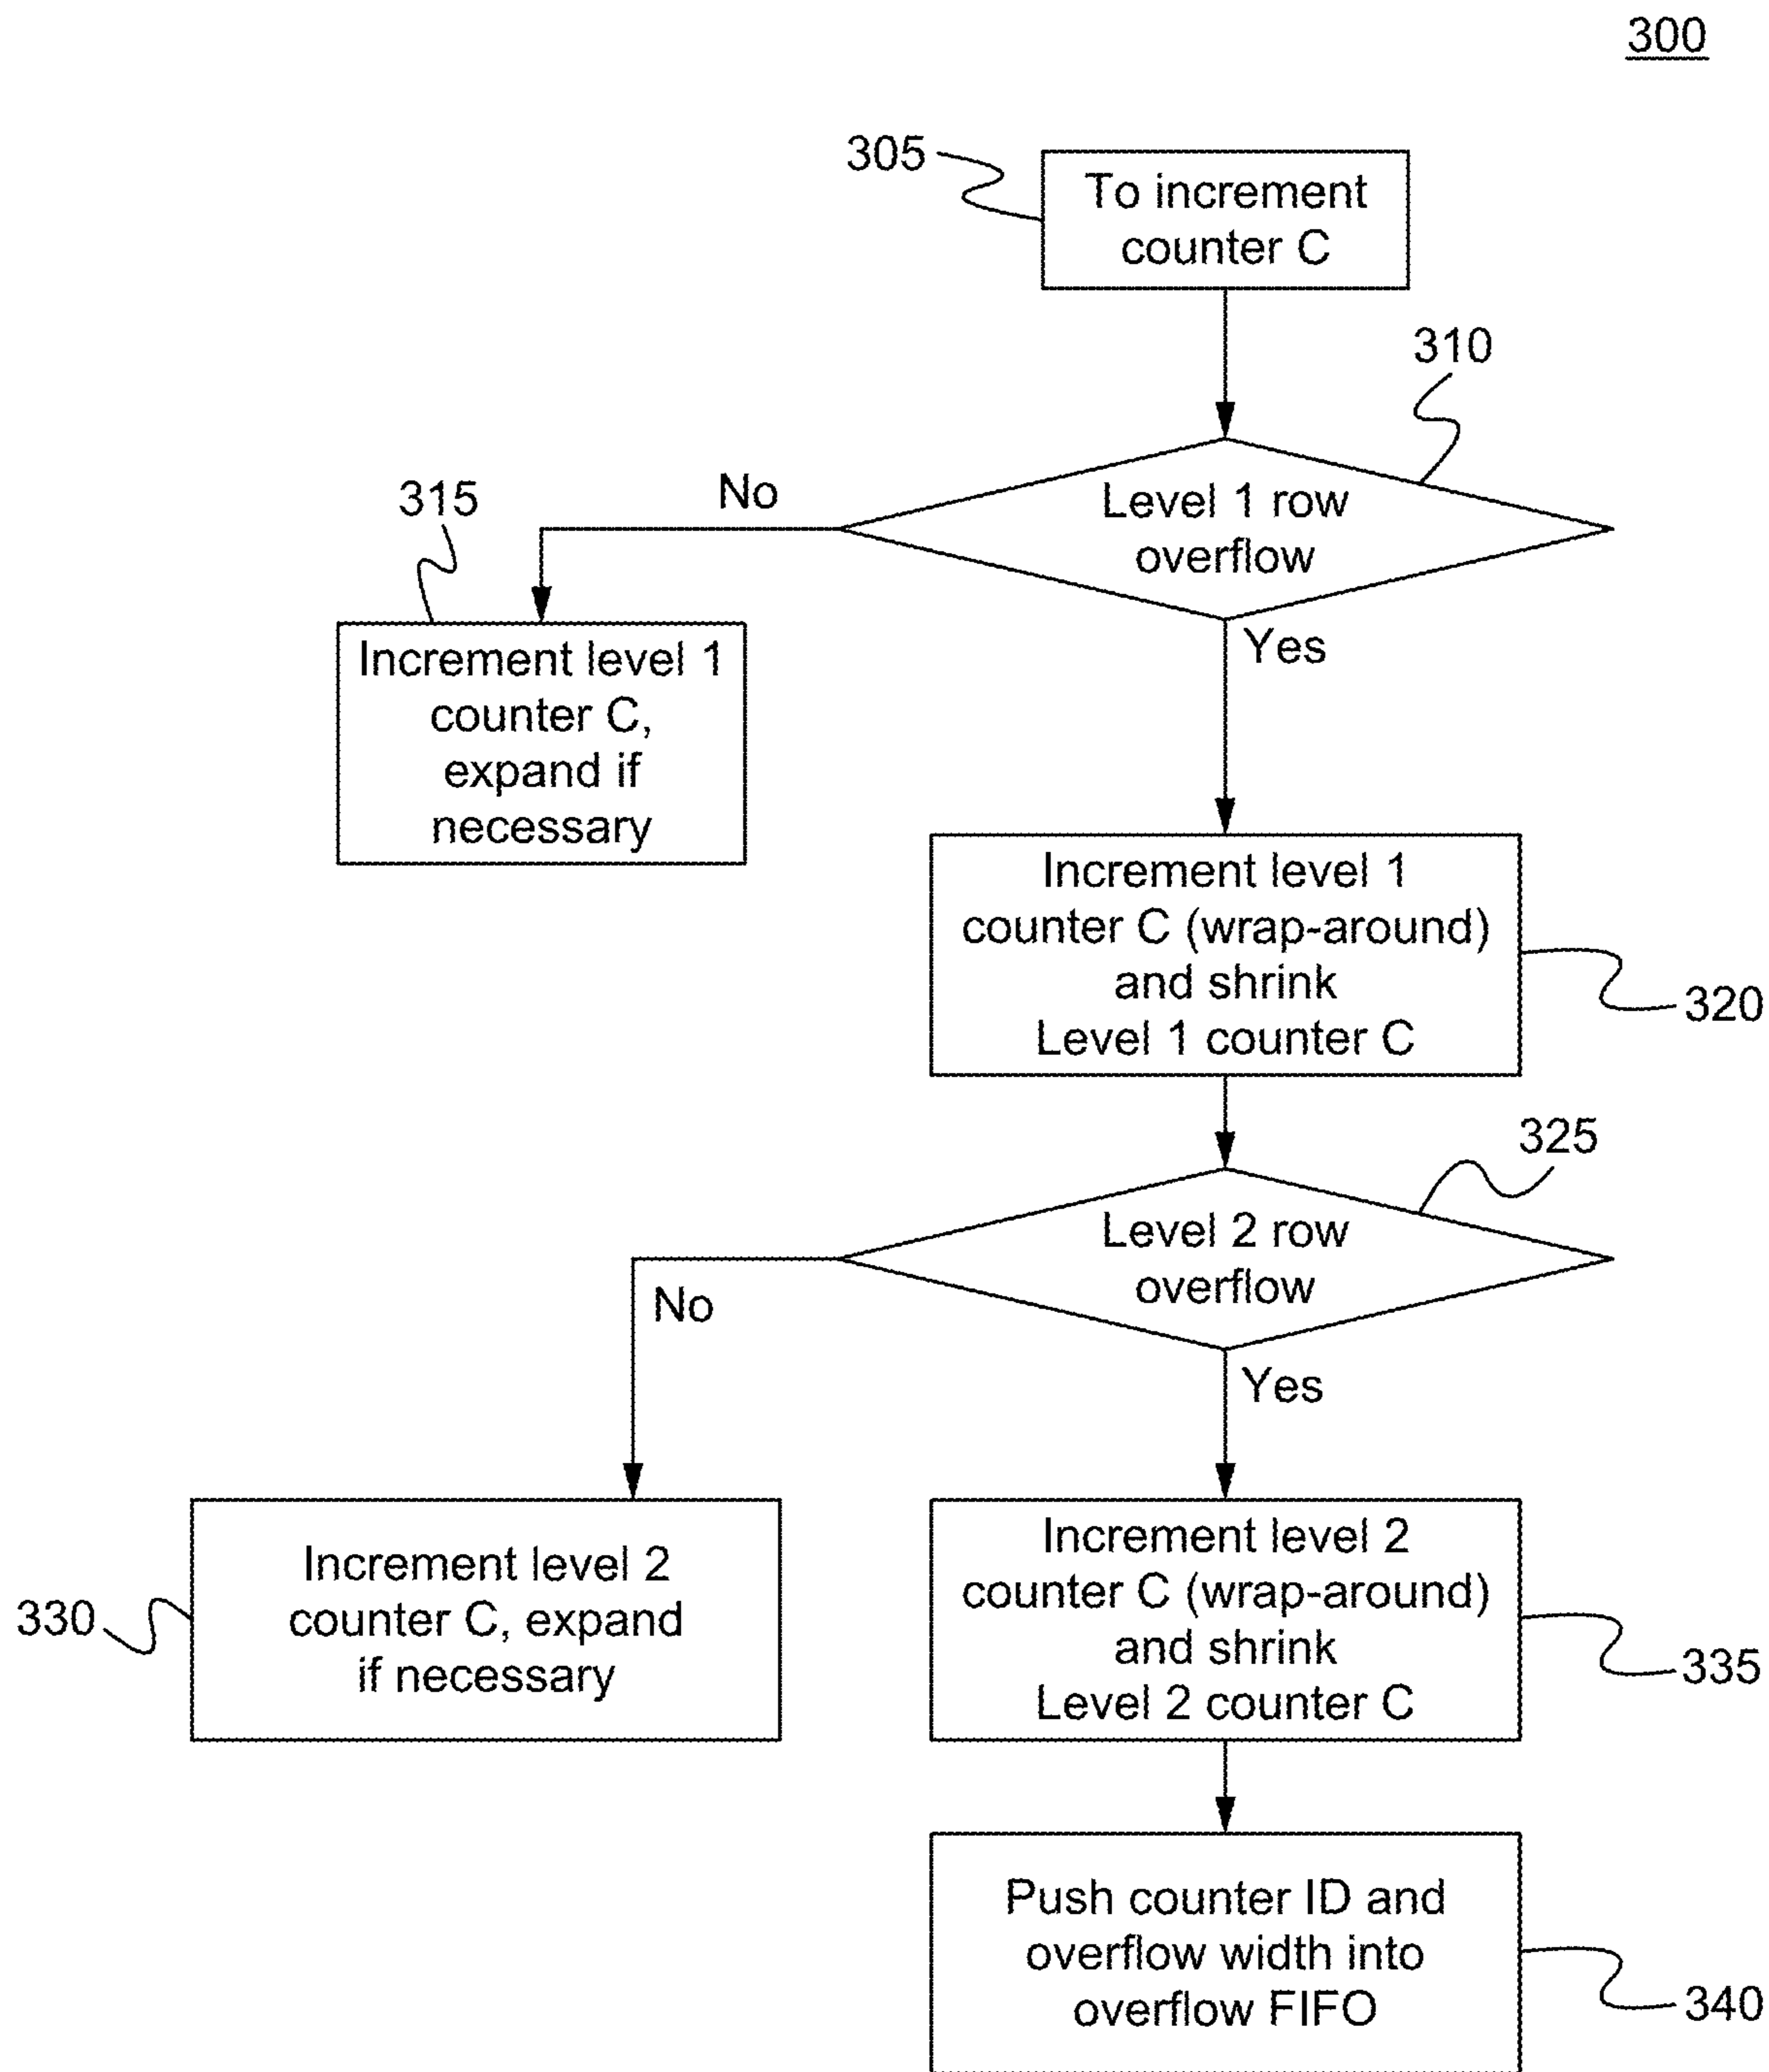 300
305
To increment
counter C
310
Level 1 row
overflow
No
315
Yes
Increment level 1
counter C,
expand if
necessary
Increment level 1
counter C (wrap-around)
and shrink
Level 1 counter C
320
325
Level 2 row
overflow
No
Yes
Increment level 2
counter C, expand
if necessary
330
Increment level 2
counter C (wrap-around)
and shrink
Level 2 counter C
335
Push counter ID and
overflow width into
overflow FIFO
340